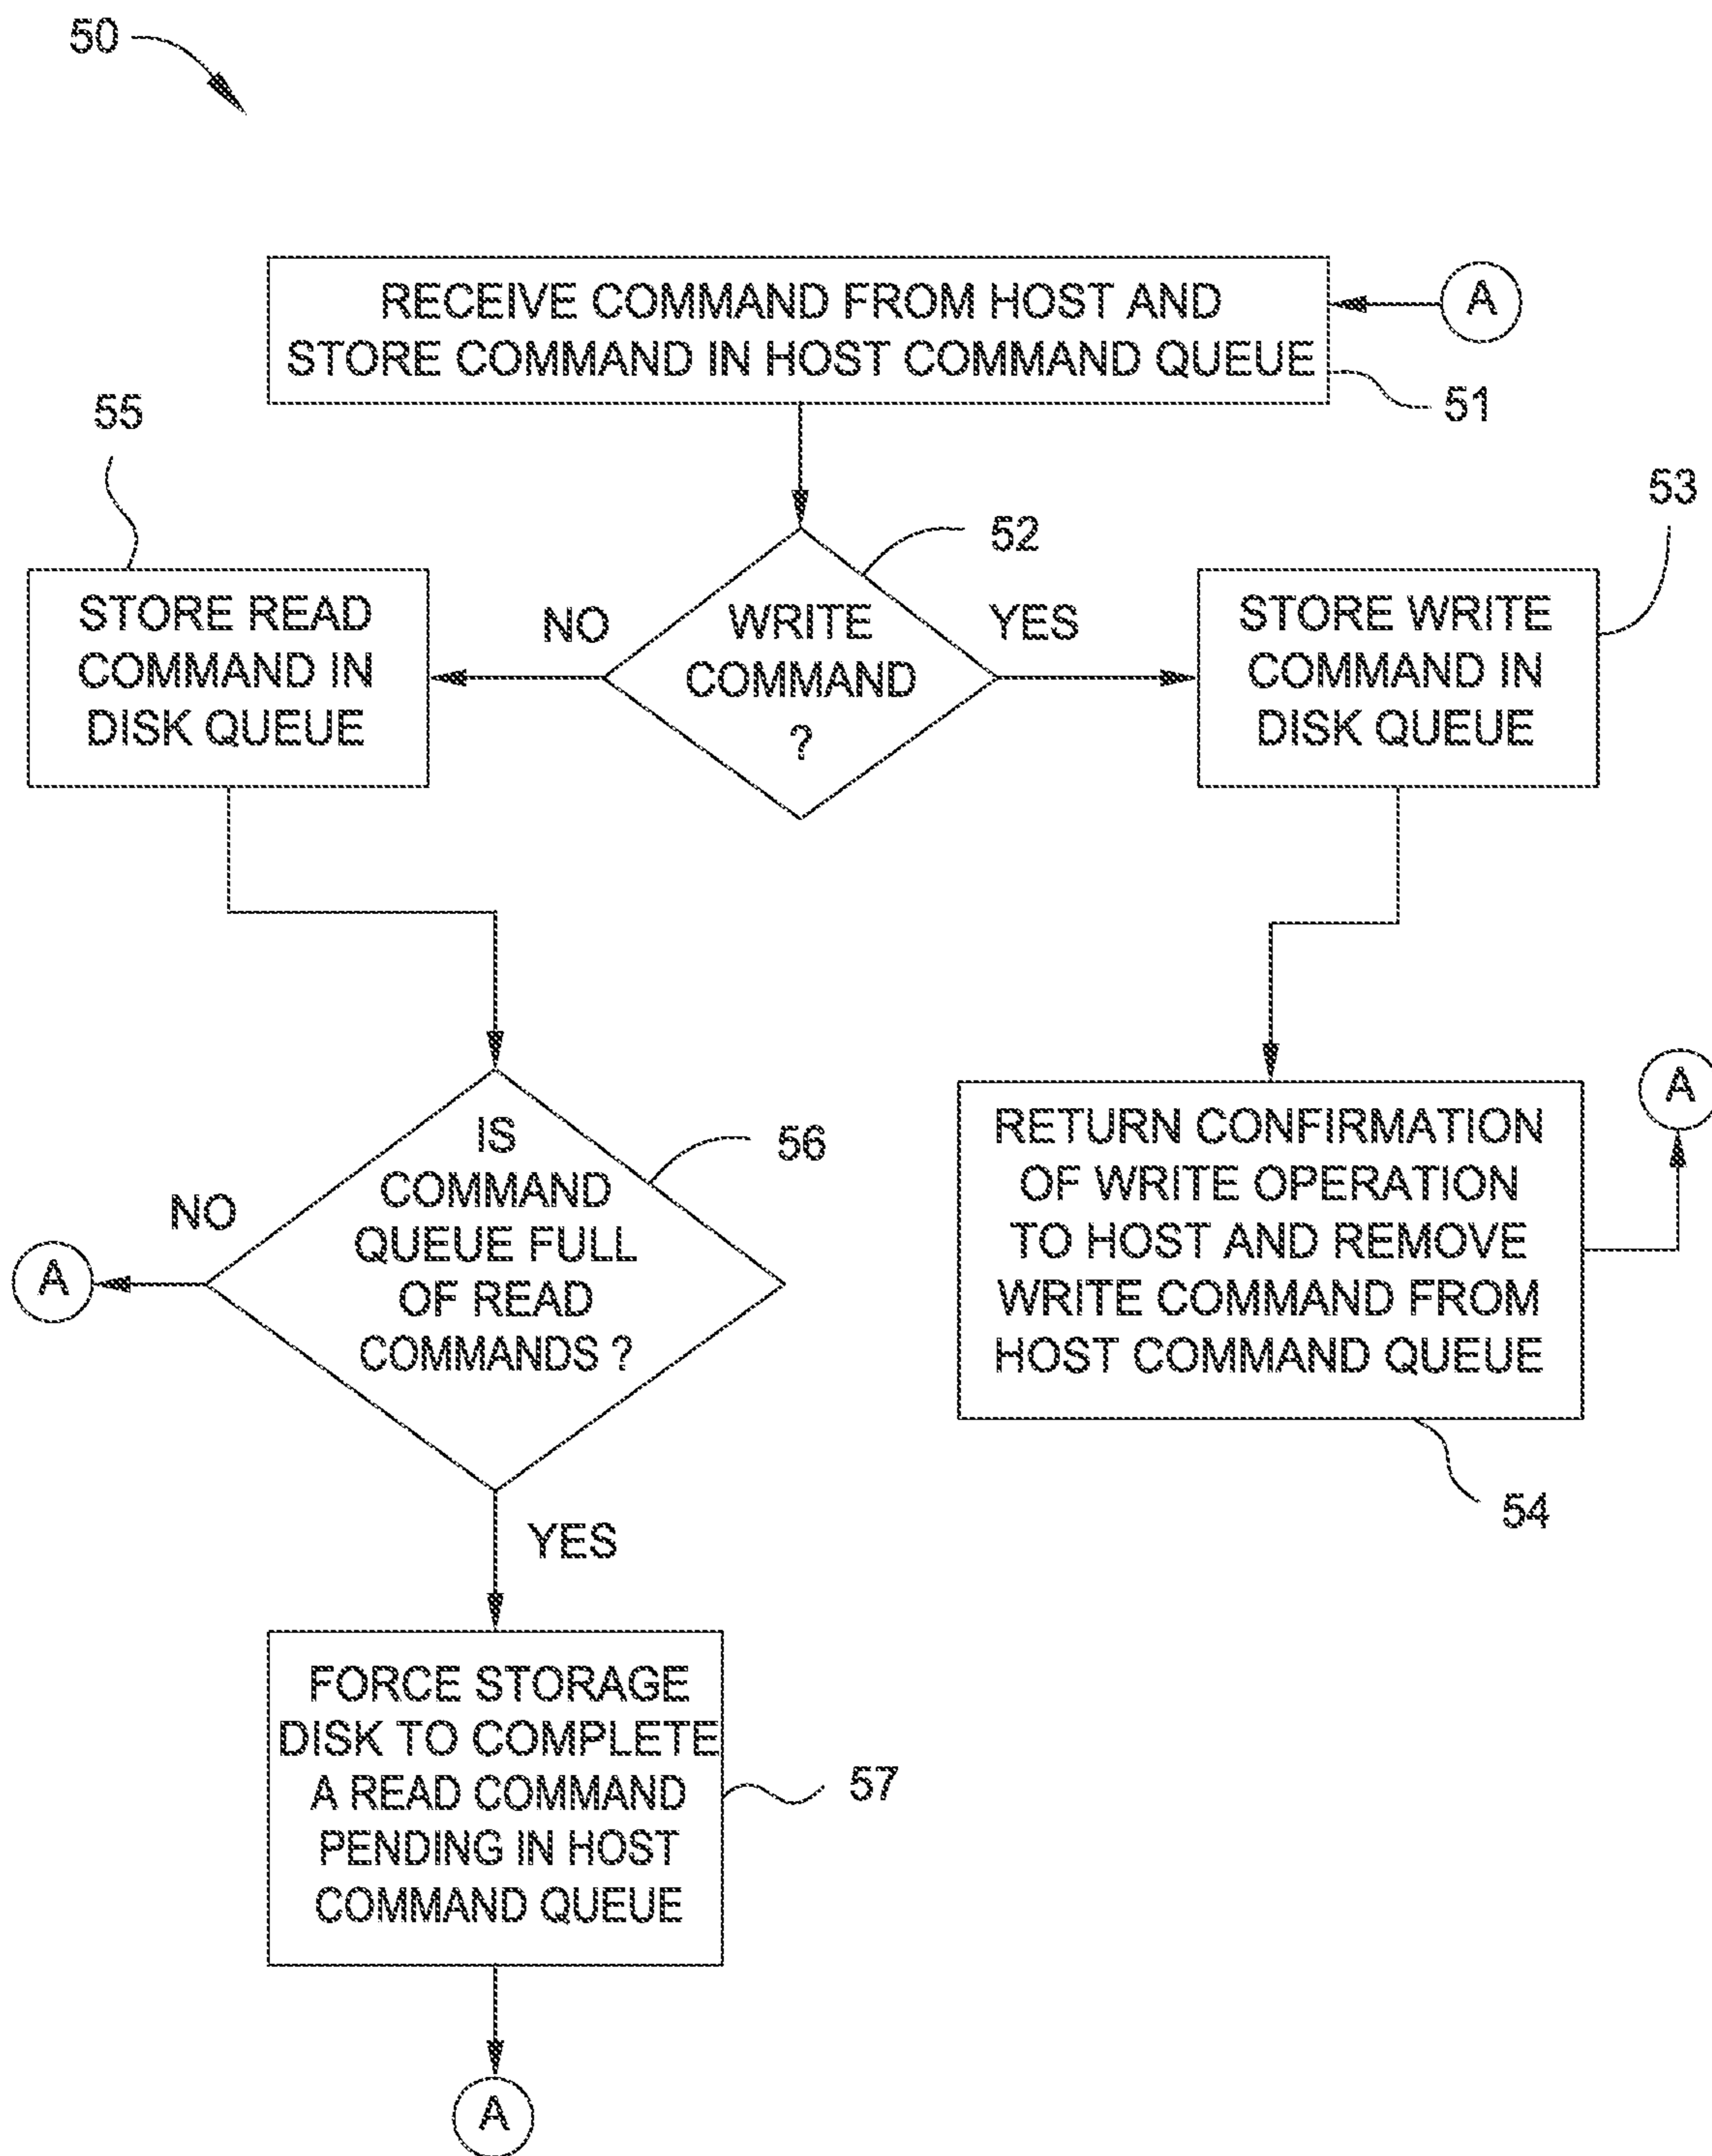 50
RECEIVE COMMAND FROM HOST AND
STORE COMMAND IN HOST COMMAND QUEUE
A
51
55
52
53
STORE READ
COMMAND IN
DISK QUEUE
NO
WRITE
COMMAND
?
YES
STORE WRITE
COMMAND IN
DISK QUEUE
IS
COMMAND
QUEUE FULL
OF READ
COMMANDS ?
56
NO
A
RETURN CONFIRMATION
OF WRITE OPERATION
TO HOST AND REMOVE
WRITE COMMAND FROM
HOST COMMAND QUEUE
A
54
YES
FORCE STORAGE
DISK TO COMPLETE
A READ COMMAND
PENDING IN HOST
COMMAND QUEUE
57
A